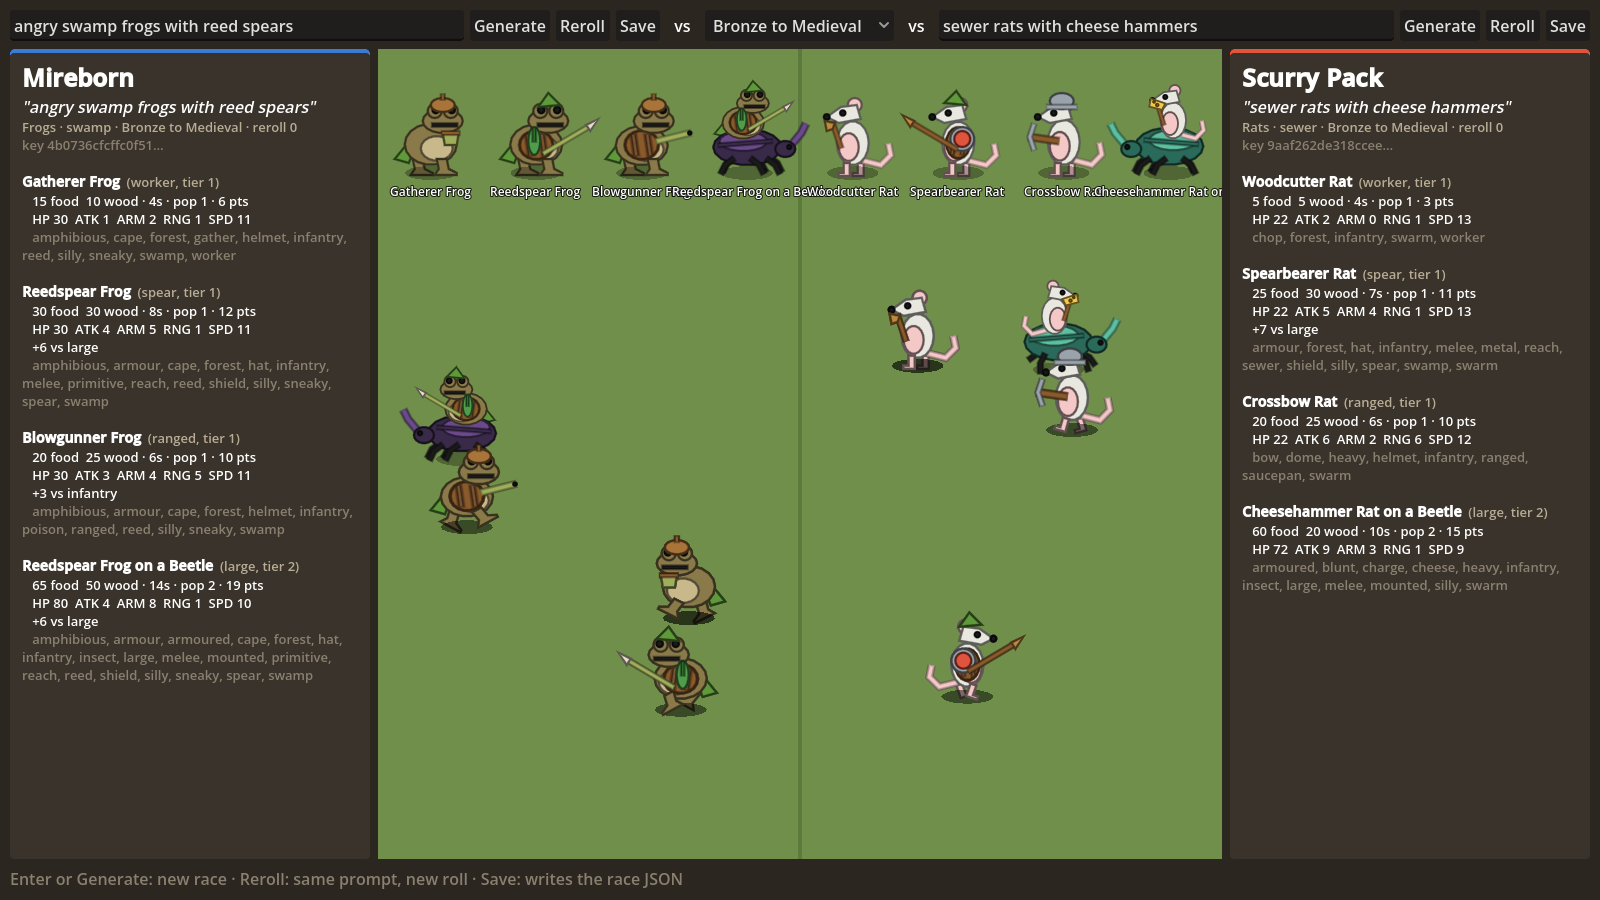 angry swamp frogs with reed spears Generate Reroll Save vs Bronze to Medieval vs sewer rats with cheese hammers Generate Reroll Save
Mireborn
"angry swamp frogs with reed spears"
Frogs · swamp · Bronze to Medieval · reroll 0
key 4b0736cfcffc0f51...
Gatherer Frog (worker, tier 1)
15 food 10 wood · 4s · pop 1 · 6 pts
HP 30 ATK 1 ARM 2 RNG 1 SPD 11
amphibious, cape, forest, gather, helmet, infantry,
reed, silly, sneaky, swamp, worker
Reedspear Frog (spear, tier 1)
30 food 30 wood · 8s · pop 1 · 12 pts
HP 30 ATK 4 ARM 5 RNG 1 SPD 11
+6 vs large
amphibious, armour, cape, forest, hat, infantry,
melee, primitive, reach, reed, shield, silly, sneaky,
spear, swamp
Blowgunner Frog (ranged, tier 1)
20 food 25 wood · 6s · pop 1 · 10 pts
HP 30 ATK 3 ARM 4 RNG 5 SPD 11
+3 vs infantry
amphibious, armour, cape, forest, helmet, infantry,
poison, ranged, reed, silly, sneaky, swamp
Reedspear Frog on a Beetle (large, tier 2)
65 food 50 wood · 14s · pop 2 · 19 pts
HP 80 ATK 4 ARM 8 RNG 1 SPD 10
+6 vs large
amphibious, armour, armoured, cape, forest, hat,
infantry, insect, large, melee, mounted, primitive,
reach, reed, shield, silly, sneaky, spear, swamp
Gatherer Frog Reedspear Frog Blowgunner Reedspear Frog on a Woodcutter Rat Spearbearer Rat Crossbow Cheesehammer Rat
Scurry Pack
"sewer rats with cheese hammers"
Rats · sewer · Bronze to Medieval · reroll 0
key 9aaf262de318ccee...
Woodcutter Rat (worker, tier 1)
5 food 5 wood · 4s · pop 1 · 3 pts
HP 22 ATK 2 ARM 0 RNG 1 SPD 13
chop, forest, infantry, swarm, worker
Spearbearer Rat (spear, tier 1)
25 food 30 wood · 7s · pop 1 · 11 pts
HP 22 ATK 5 ARM 4 RNG 1 SPD 13
+7 vs large
armour, forest, hat, infantry, melee, metal, reach,
sewer, shield, silly, spear, swamp, swarm
Crossbow Rat (ranged, tier 1)
20 food 25 wood · 6s · pop 1 · 10 pts
HP 22 ATK 6 ARM 2 RNG 6 SPD 12
bow, dome, heavy, helmet, infantry, ranged,
saucepan, swarm
Cheesehammer Rat on a Beetle (large, tier 2)
60 food 20 wood · 10s · pop 2 · 15 pts
HP 72 ATK 9 ARM 3 RNG 1 SPD 9
armoured, blunt, charge, cheese, heavy, infantry,
insect, large, melee, mounted, silly, swarm
Enter or Generate: new race · Reroll: same prompt, new roll · Save: writes the race JSON